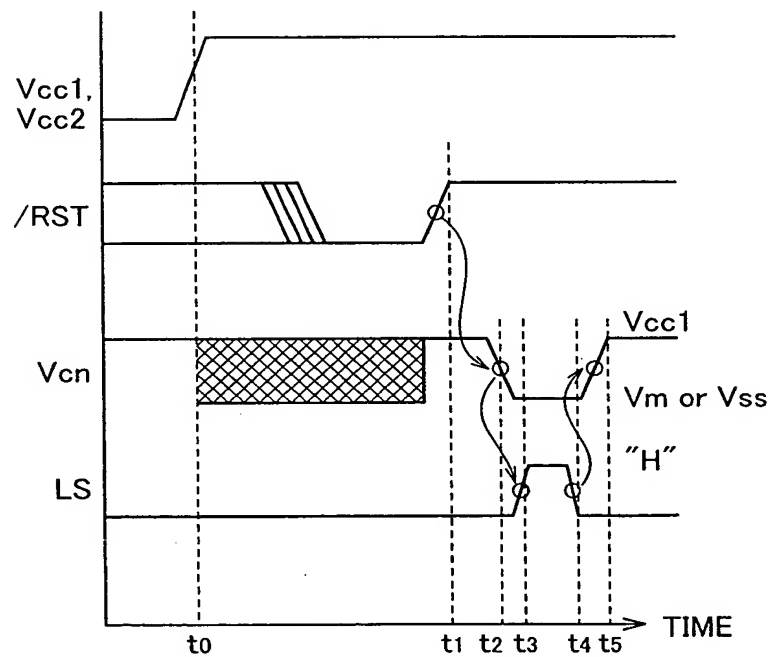 Vcc1,
Vcc2
/RST
Vcn
Vcc1
Vm or Vss
"H"
LS
TIME
t0 t1 t2 t3 t4 t5